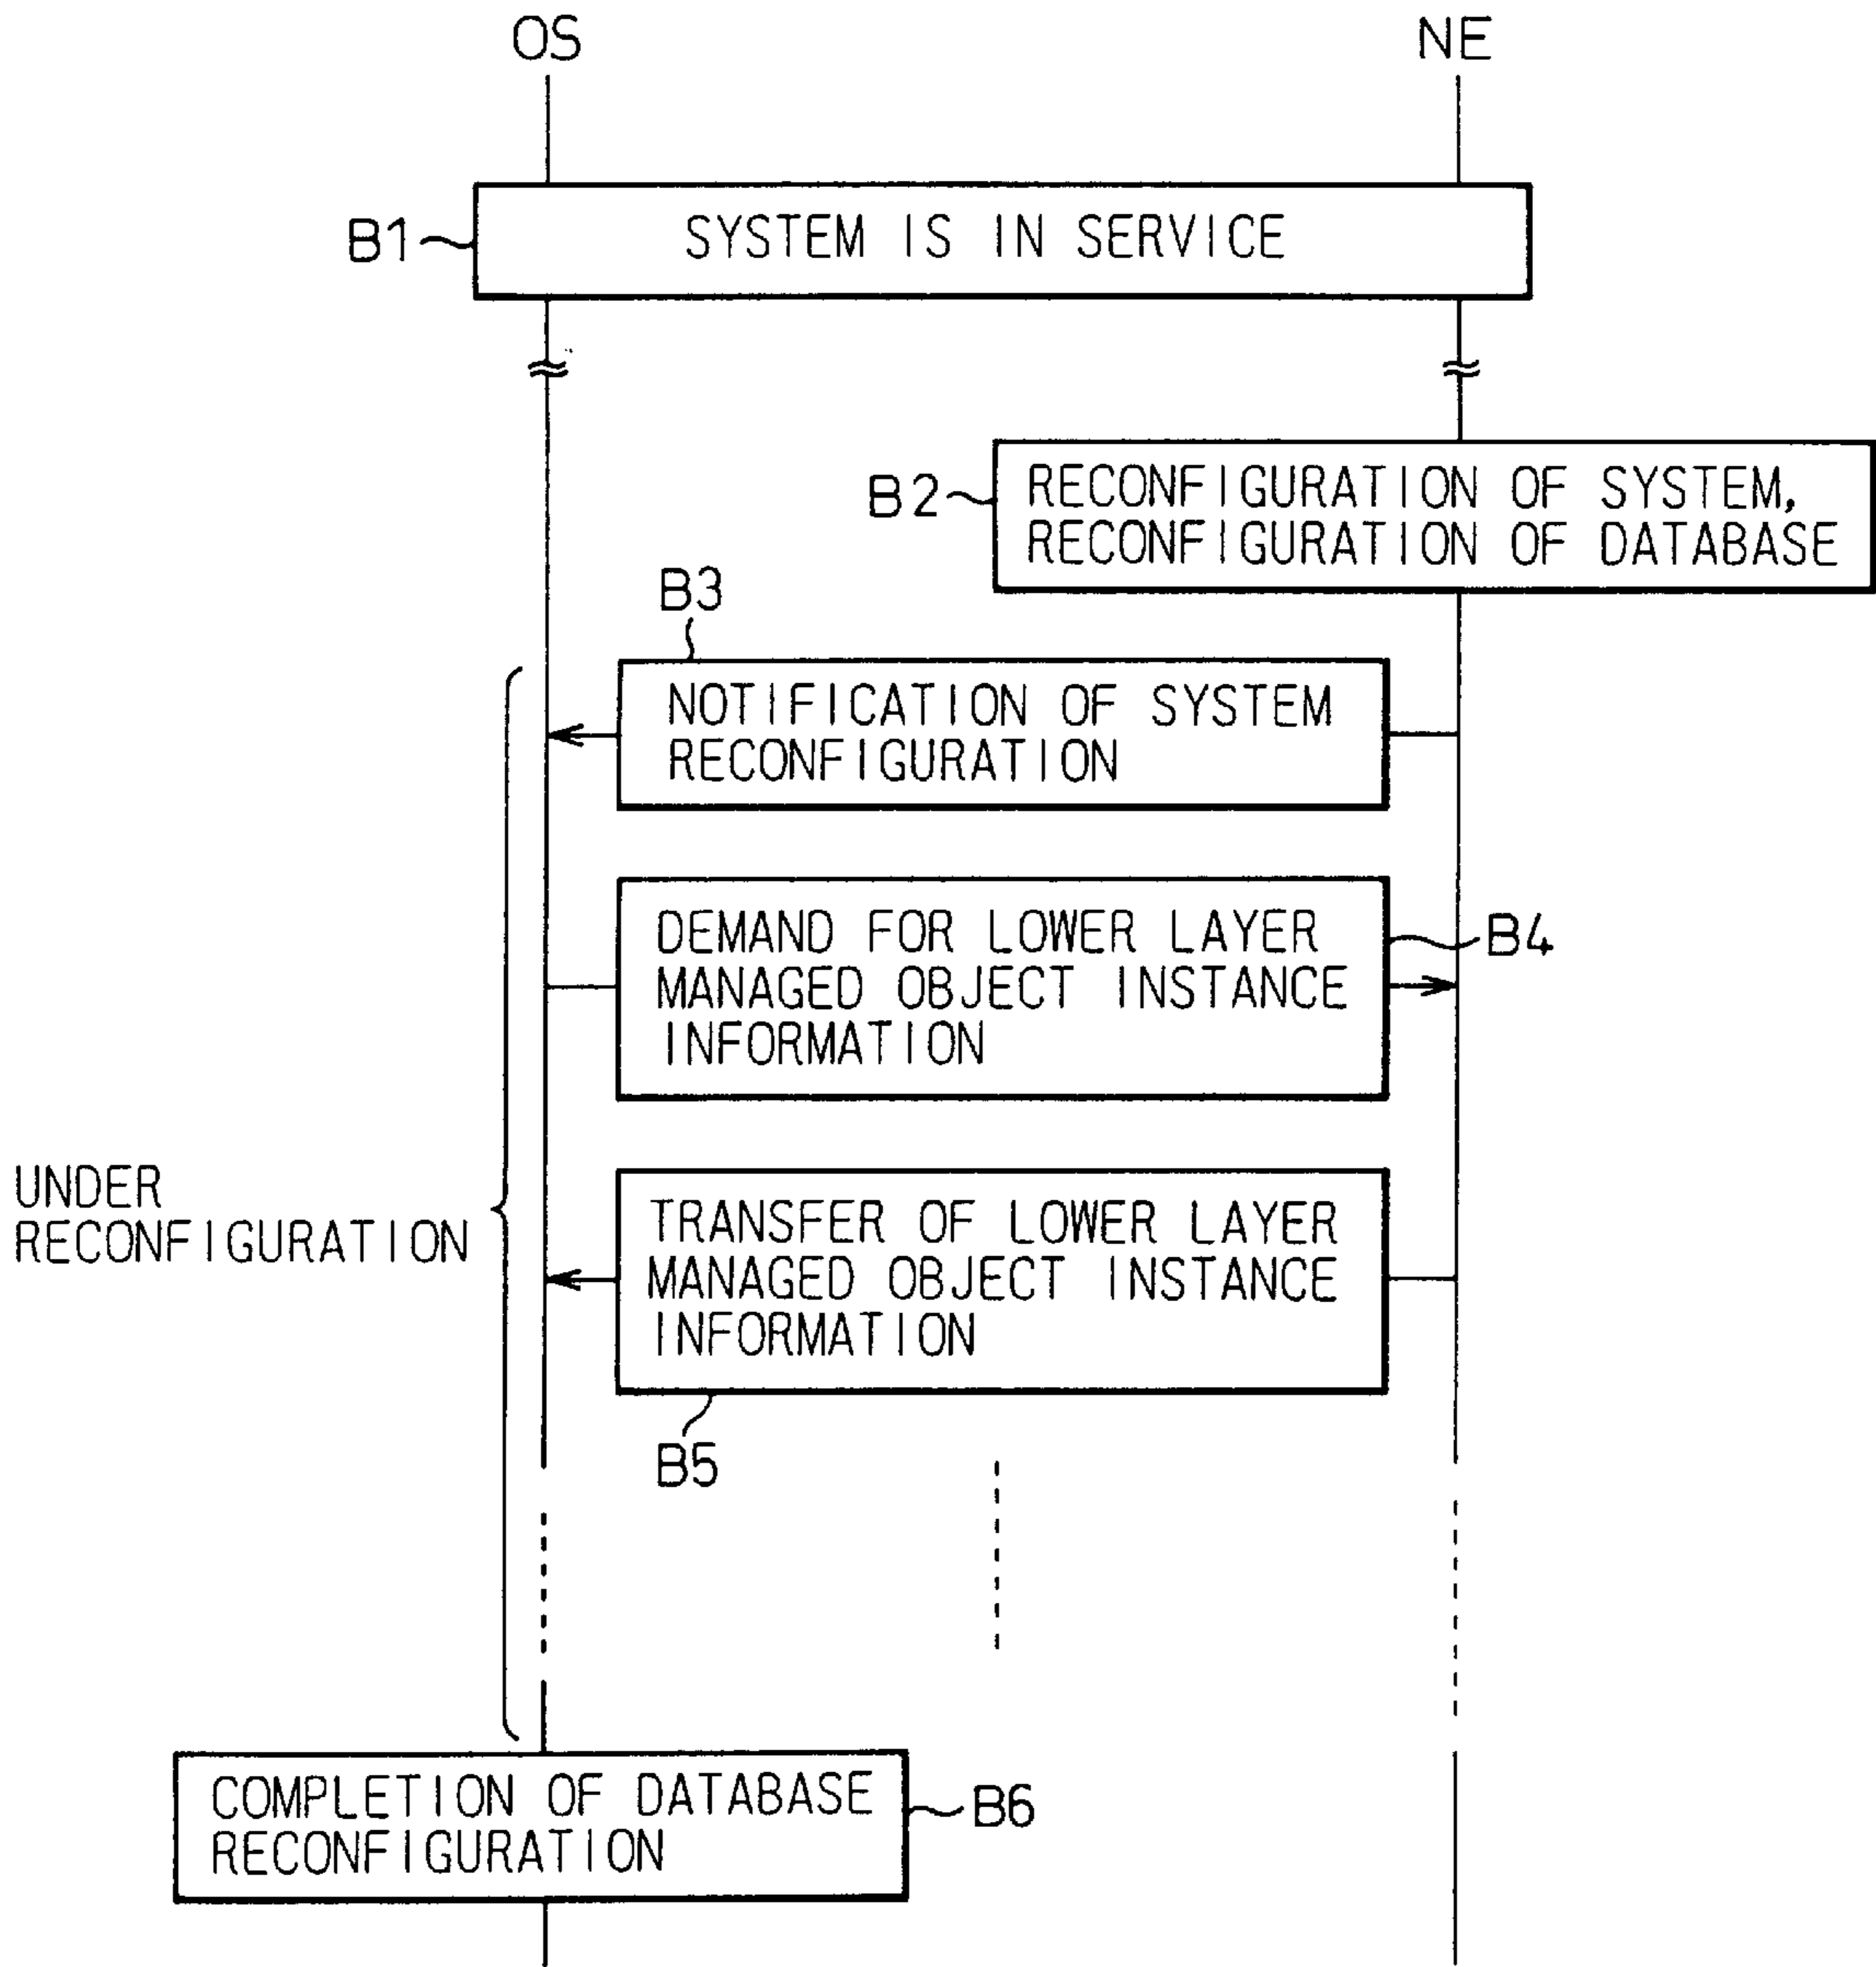 OS
NE
B1
SYSTEM IS IN SERVICE
B2
RECONFIGURATION OF SYSTEM,
RECONFIGURATION OF DATABASE
B3
NOTIFICATION OF SYSTEM
RECONFIGURATION
DEMAND FOR LOWER LAYER
MANAGED OBJECT INSTANCE
INFORMATION
B4
UNDER
RECONFIGURATION
TRANSFER OF LOWER LAYER
MANAGED OBJECT INSTANCE
INFORMATION
B5
COMPLETION OF DATABASE
RECONFIGURATION
B6